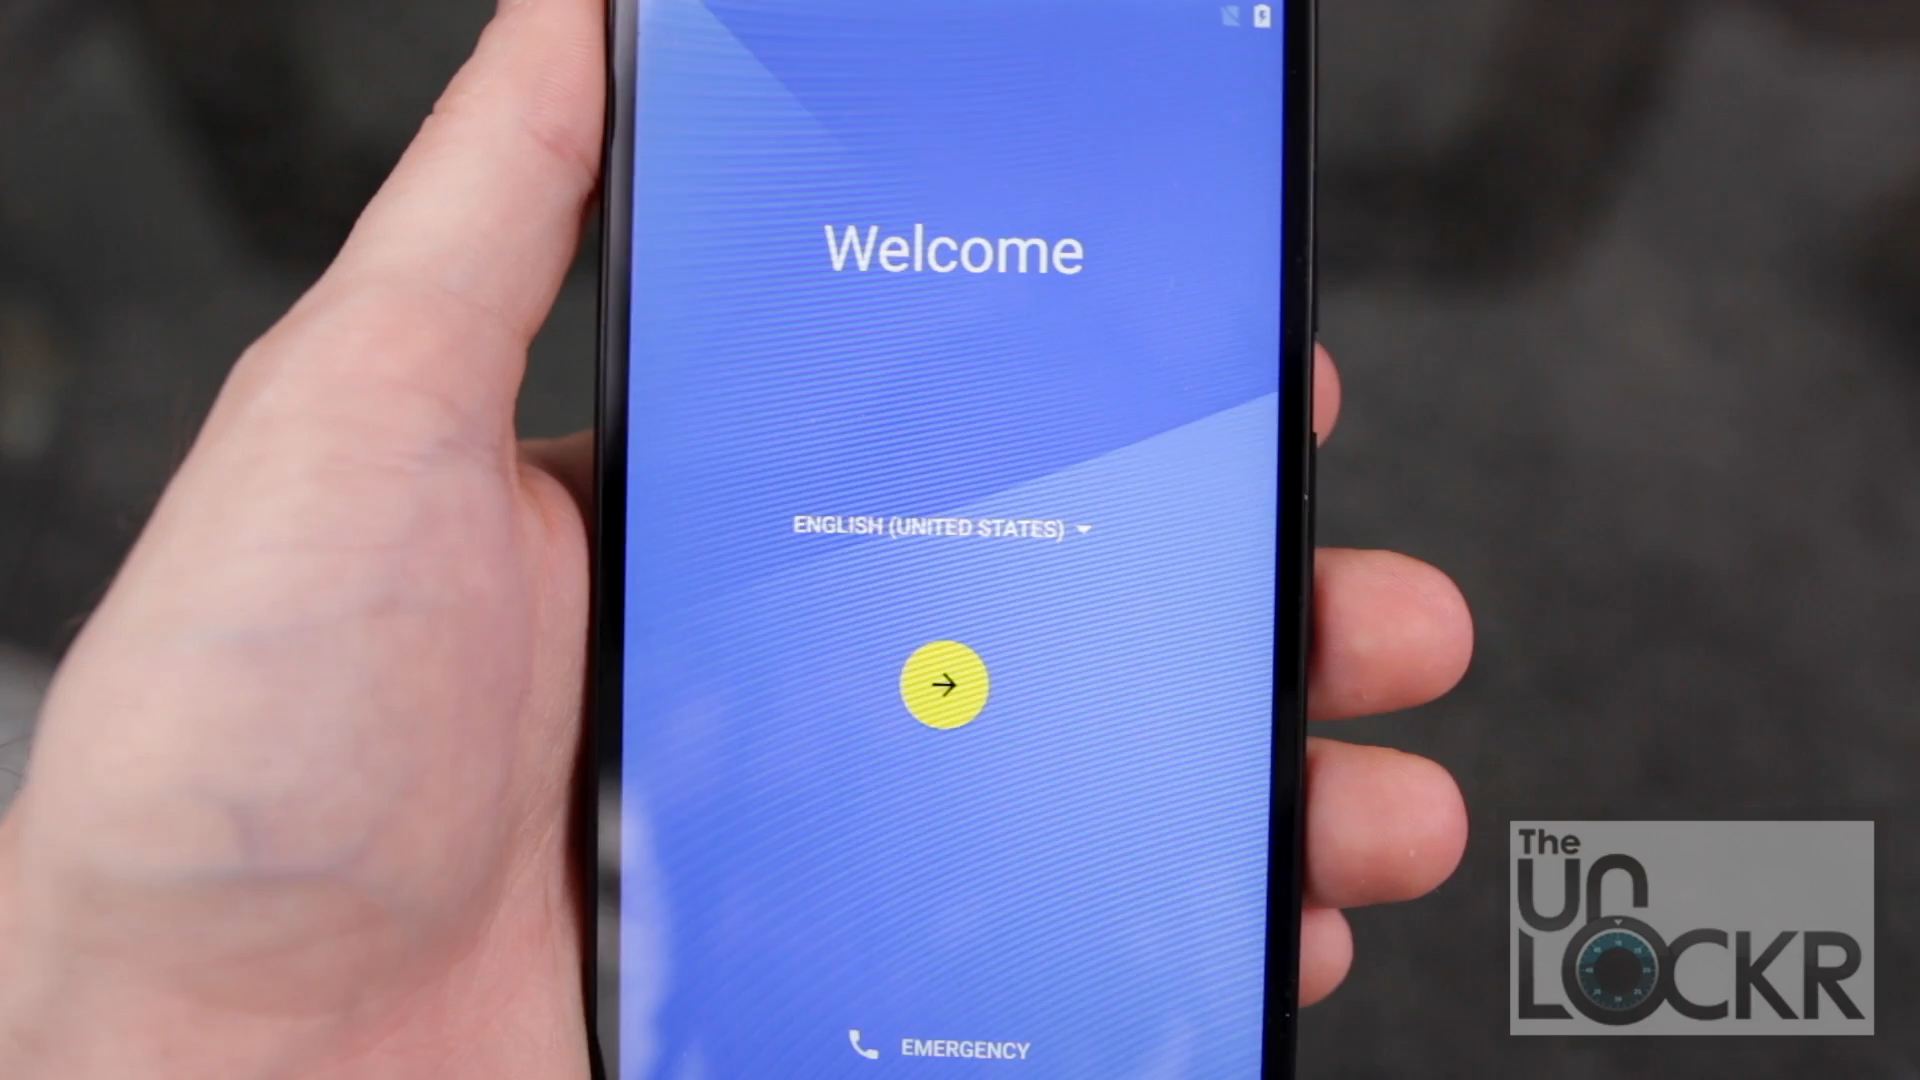 Welcome
ENGLISH (UNITED STATES)
EMERGENCY
The
UN
LOCKR